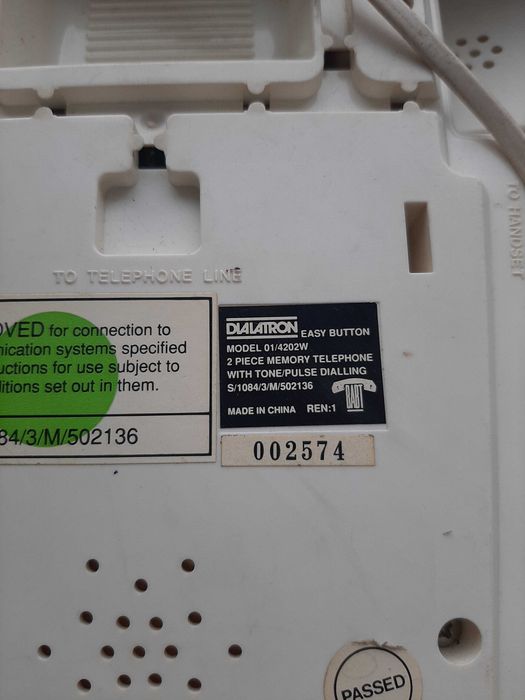 TO HANDSET
TO TELEPHONE LINE
OVED for connection to
nication systems specified
uctions for use subject to
ditions set out in them.
84/3/M/502136
DIALATRON EASY BUTTON
MODEL 01/4202W
2 PIECE MEMORY TELEPHONE
WITH TONE/PULSE DIALLING
S/1084/3/M/502136
MADE IN CHINA REN:1
BABT
002574
PASSED